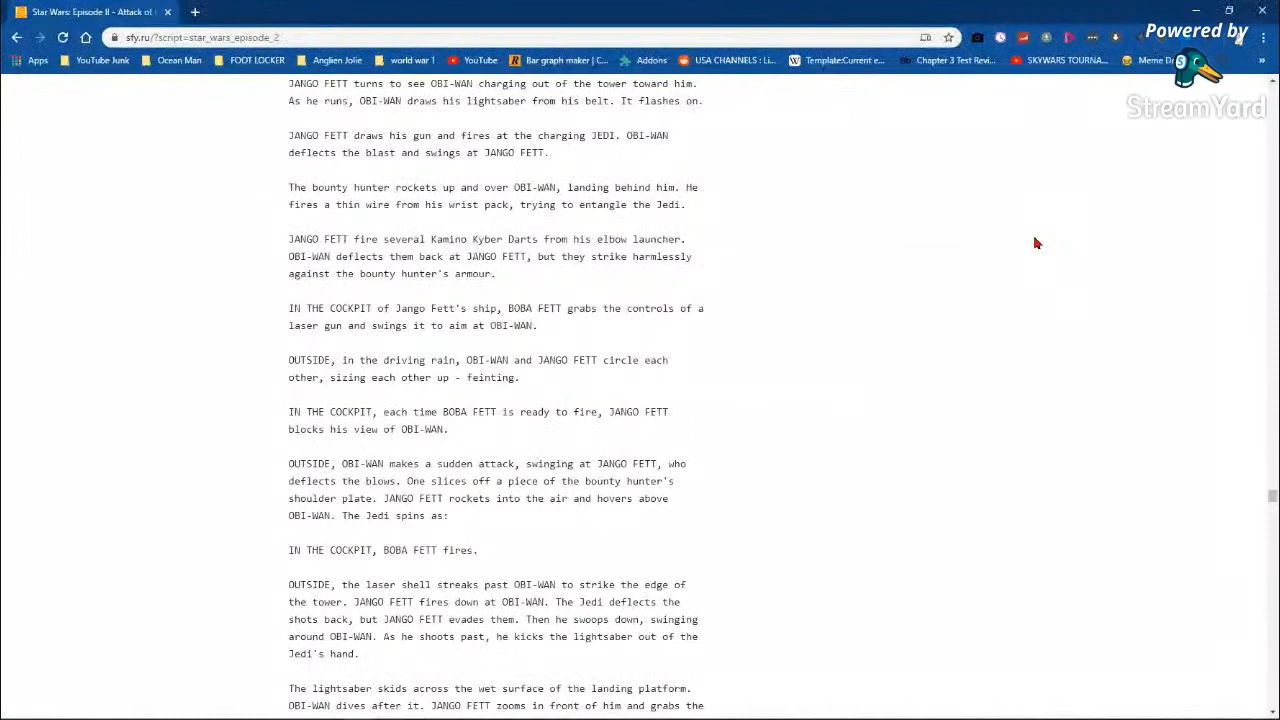 Star Wars: Episode II - Attack of
Powered by
sfy.ru/?script=star_wars_episode_2
Apps
YouTube Junk
Ocean Man
FOOT LOCKER
Anglien Jolie
world war 1
YouTube
Bar graph maker | C...
Addons
USA CHANNELS : Li...
Template:Current e...
Chapter 3 Test Revi...
SKYWARS TOURNA...
Meme
StreamYard
JANGO FETT turns to see OBI-WAN charging out of the tower toward him.
As he runs, OBI-WAN draws his lightsaber from his belt. It flashes on.
JANGO FETT draws his gun and fires at the charging JEDI. OBI-WAN
deflects the blast and swings at JANGO FETT.
The bounty hunter rockets up and over OBI-WAN, landing behind him. He
fires a thin wire from his wrist pack, trying to entangle the Jedi.
JANGO FETT fire several Kamino Kyber Darts from his elbow launcher.
OBI-WAN deflects them back at JANGO FETT, but they strike harmlessly
against the bounty hunter's armour.
IN THE COCKPIT of Jango Fett's ship, BOBA FETT grabs the controls of a
laser gun and swings it to aim at OBI-WAN.
OUTSIDE, in the driving rain, OBI-WAN and JANGO FETT circle each
other, sizing each other up - feinting.
IN THE COCKPIT, each time BOBA FETT is ready to fire, JANGO FETT
blocks his view of OBI-WAN.
OUTSIDE, OBI-WAN makes a sudden attack, swinging at JANGO FETT, who
deflects the blows. One slices off a piece of the bounty hunter's
shoulder plate. JANGO FETT rockets into the air and hovers above
OBI-WAN. The Jedi spins as:
IN THE COCKPIT, BOBA FETT fires.
OUTSIDE, the laser shell streaks past OBI-WAN to strike the edge of
the tower. JANGO FETT fires down at OBI-WAN. The Jedi deflects the
shots back, but JANGO FETT evades them. Then he swoops down, swinging
around OBI-WAN. As he shoots past, he kicks the lightsaber out of the
Jedi's hand.
The lightsaber skids across the wet surface of the landing platform.
OBI-WAN dives after it. JANGO FETT zooms in front of him and grabs the